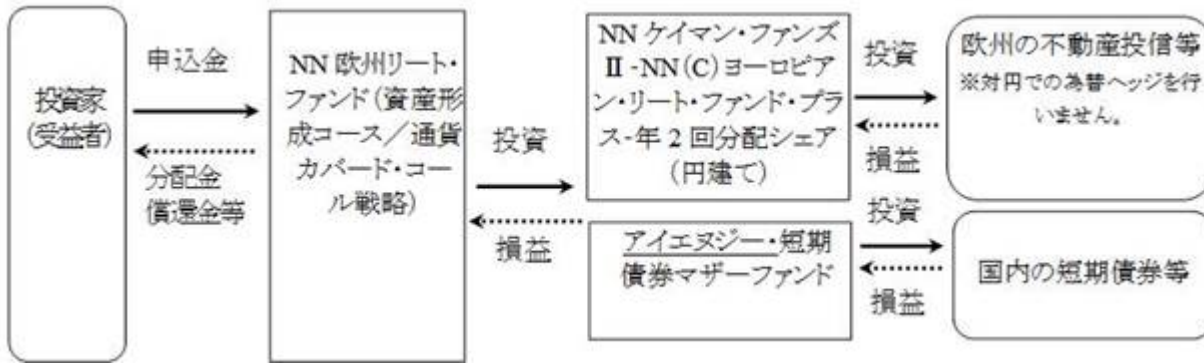 投資家
(受益者)
申込金
分配金
償還金等
NN 欧州リート・
ファンド(資産形
成コース/通貨
カバード・コー
ル戦略)
投資
損益
NN ケイマン・ファンズ
Ⅱ-NN(C)ヨーロピア
ン・リート・ファンド・プラ
ス-年 2 回分配シェア
(円建て)
アイエヌジー・短期
債券マザーファンド
投資
損益
投資
損益
欧州の不動産投信等
※対円での為替ヘッジを行
いません。
国内の短期債券等